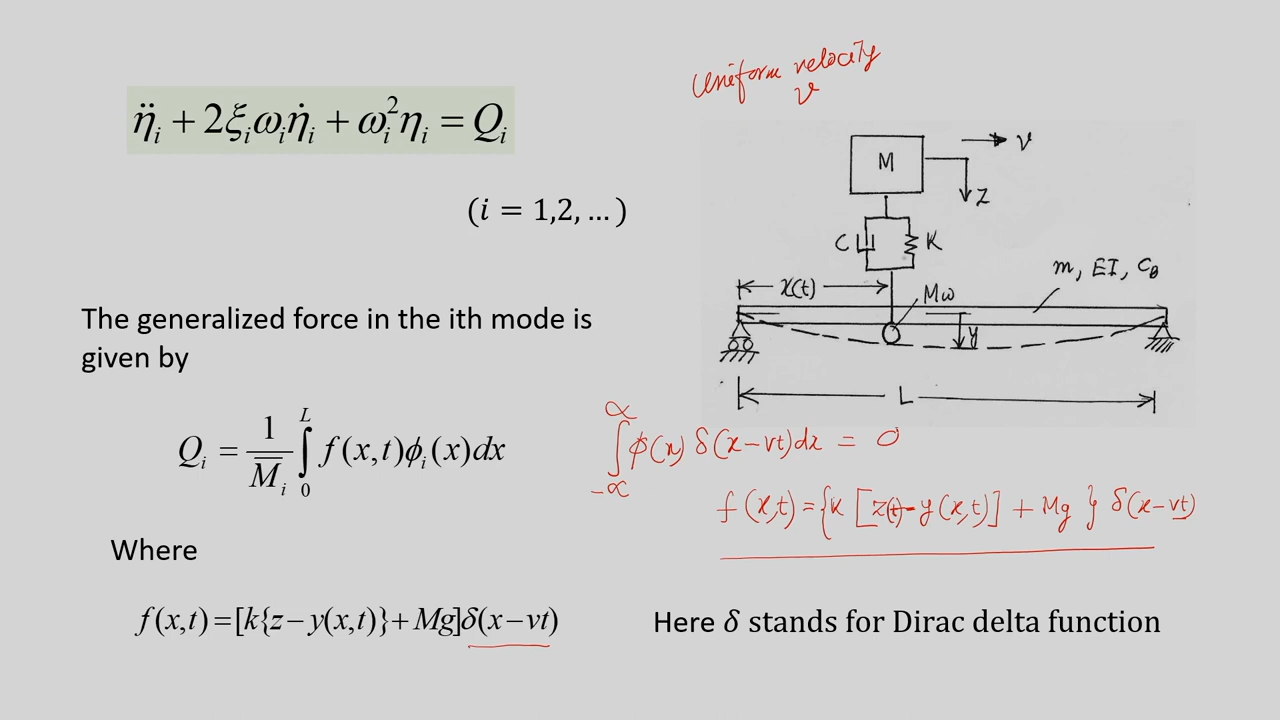 Uniform velocity
v
η̈ᵢ + 2ξᵢωᵢη̇ᵢ + ωᵢ²ηᵢ = Qᵢ
(i = 1,2, …)
M
v
z
C
K
m, EI, C_B
x(t)
Mω
y
L
The generalized force in the ith mode is
given by
Qᵢ = 1/M̄ᵢ ∫₀ᴸ f(x,t)ϕᵢ(x)dx
∫_{-∝}^{∝} ϕ(x) δ(x-vt)dx = 0
f(x,t) = {k [z(t)-y(x,t)] + Mg } δ(x-vt)
Where
f(x,t)=[k{z−y(x,t)}+Mg]δ(x−vt)
Here δ stands for Dirac delta function